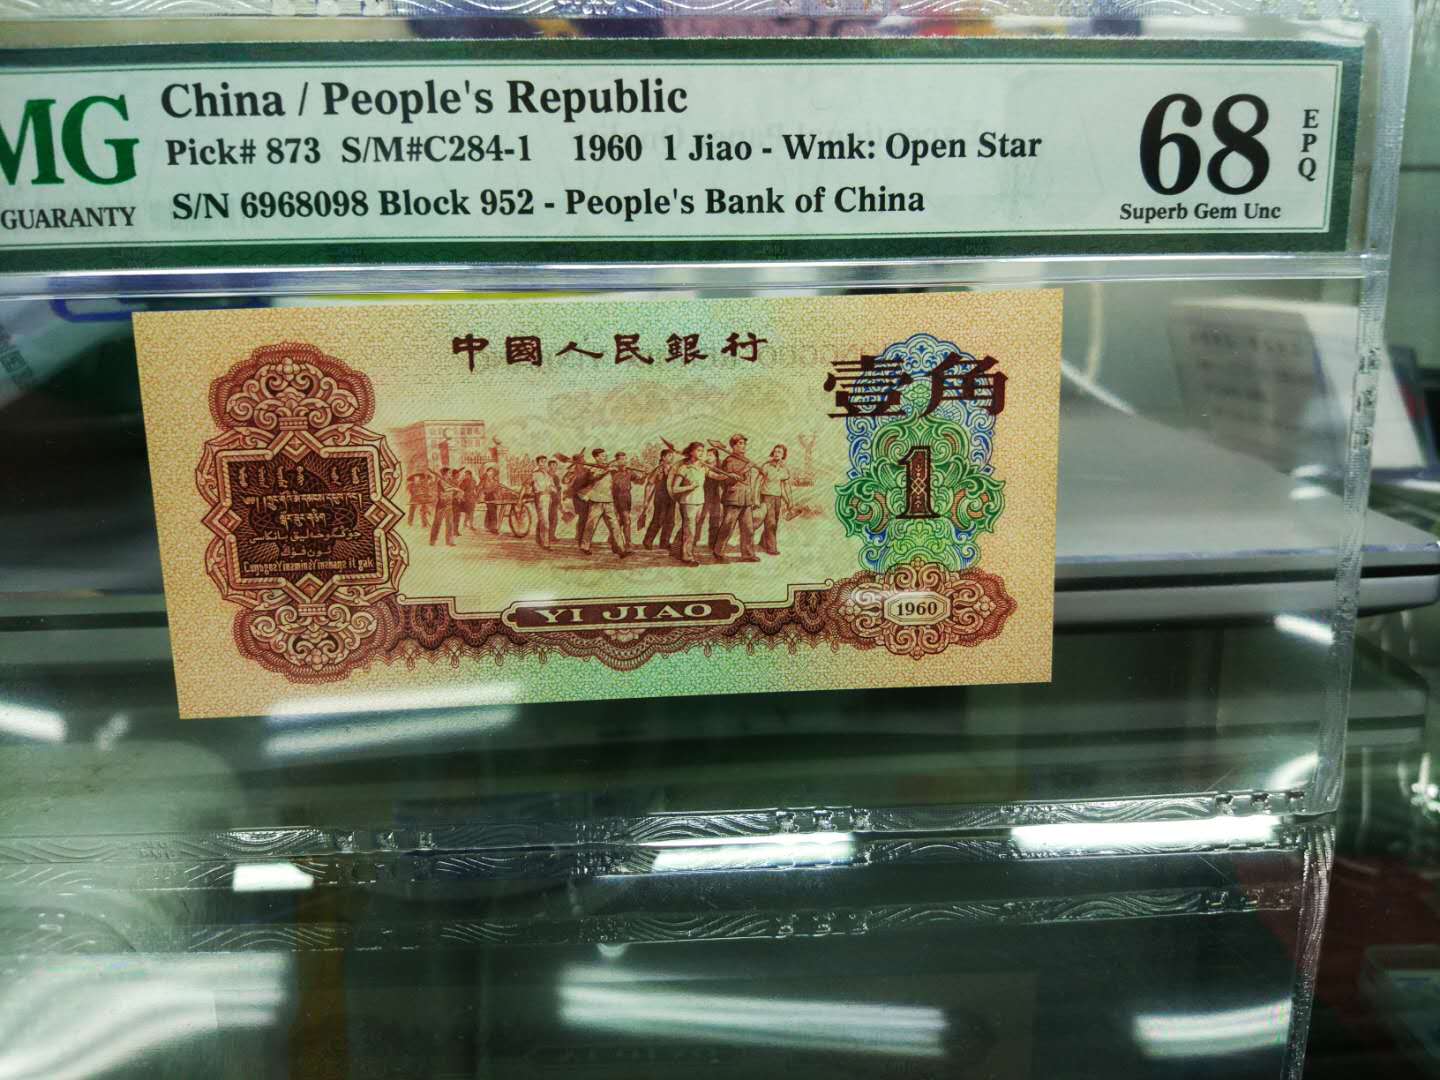 MG
GUARANTY
China / People's Republic
Pick# 873 S/M#C284-1 1960 1 Jiao - Wmk: Open Star
S/N 6968098 Block 952 - People's Bank of China
68
EPQ
Superb Gem Unc
中國人民銀行
壹角
1
YI JIAO
1960